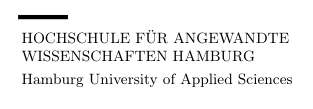 HOCHSCHULE FÜR ANGEWANDTE
WISSENSCHAFTEN HAMBURG
Hamburg University of Applied Sciences